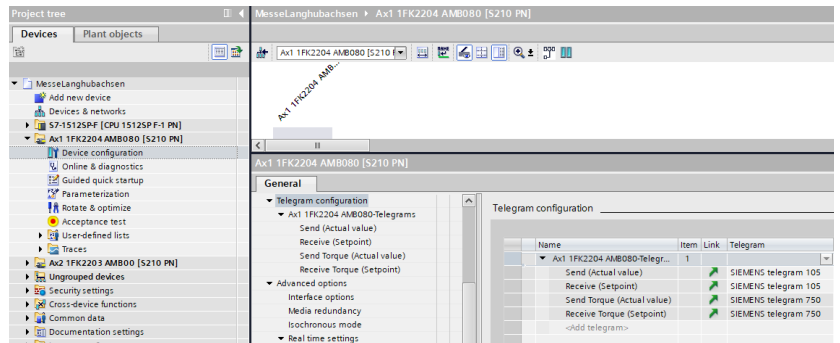 Project tree
Devices
Plant objects
MesseLanghubachsen
Add new device
Devices & networks
S7-1512SP-F [CPU 1512SP F-1 PN]
Ax1 1FK2204 AMB080 [S210 PN]
Device configuration
Online & diagnostics
Guided quick startup
Parameterization
Rotate & optimize
Acceptance test
User-defined lists
Traces
Ax2 1FK2203 AMB00 [S210 PN]
Ungrouped devices
Security settings
Cross-device functions
Common data
Documentation settings
MesseLanghubachsen ▸ Ax1 1FK2204 AMB080 [S210 PN]
Ax1 1FK2204 AMB080 [S210
Ax1 1FK2204 AMB...
Ax1 1FK2204 AMB080 [S210 PN]
General
Telegram configuration
Ax1 1FK2204 AMB080-Telegrams
Send (Actual value)
Receive (Setpoint)
Send Torque (Actual value)
Receive Torque (Setpoint)
Advanced options
Interface options
Media redundancy
Isochronous mode
Real time settings
Telegram configuration
Name Item Link Telegram
Ax1 1FK2204 AMB080-Telegr... 1
Send (Actual value) SIEMENS telegram 105
Receive (Setpoint) SIEMENS telegram 105
Send Torque (Actual value) SIEMENS telegram 750
Receive Torque (Setpoint) SIEMENS telegram 750
<Add telegram>